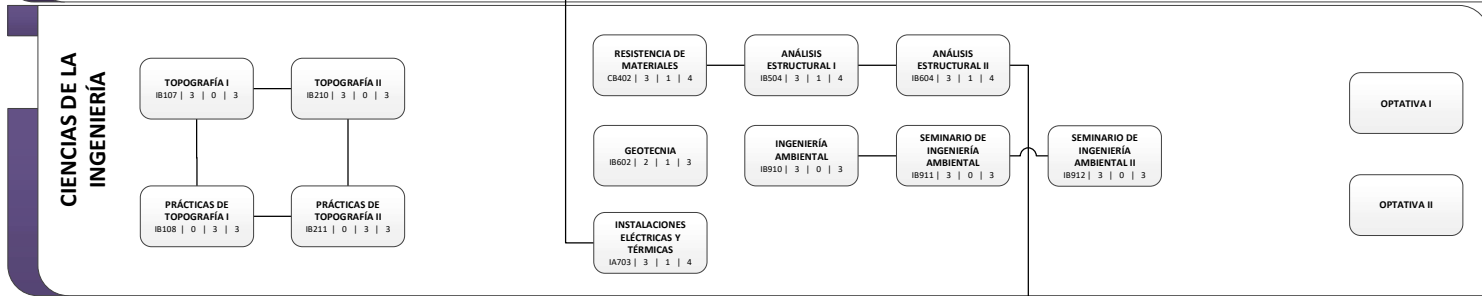 CIENCIAS DE LA
INGENIERÍA
TOPOGRAFÍA I
IB107 | 3 | 0 | 3
TOPOGRAFÍA II
IB210 | 3 | 0 | 3
PRÁCTICAS DE
TOPOGRAFÍA I
IB108 | 0 | 3 | 3
PRÁCTICAS DE
TOPOGRAFÍA II
IB211 | 0 | 3 | 3
RESISTENCIA DE
MATERIALES
CB402 | 3 | 1 | 4
ANÁLISIS
ESTRUCTURAL I
IB504 | 3 | 1 | 4
ANÁLISIS
ESTRUCTURAL II
IB604 | 3 | 1 | 4
GEOTECNIA
IB602 | 2 | 1 | 3
INGENIERÍA
AMBIENTAL
IB910 | 3 | 0 | 3
SEMINARIO DE
INGENIERÍA
AMBIENTAL
IB911 | 3 | 0 | 3
SEMINARIO DE
INGENIERÍA
AMBIENTAL II
IB912 | 3 | 0 | 3
INSTALACIONES
ELÉCTRICAS Y
TÉRMICAS
IA703 | 3 | 1 | 4
OPTATIVA I
OPTATIVA II